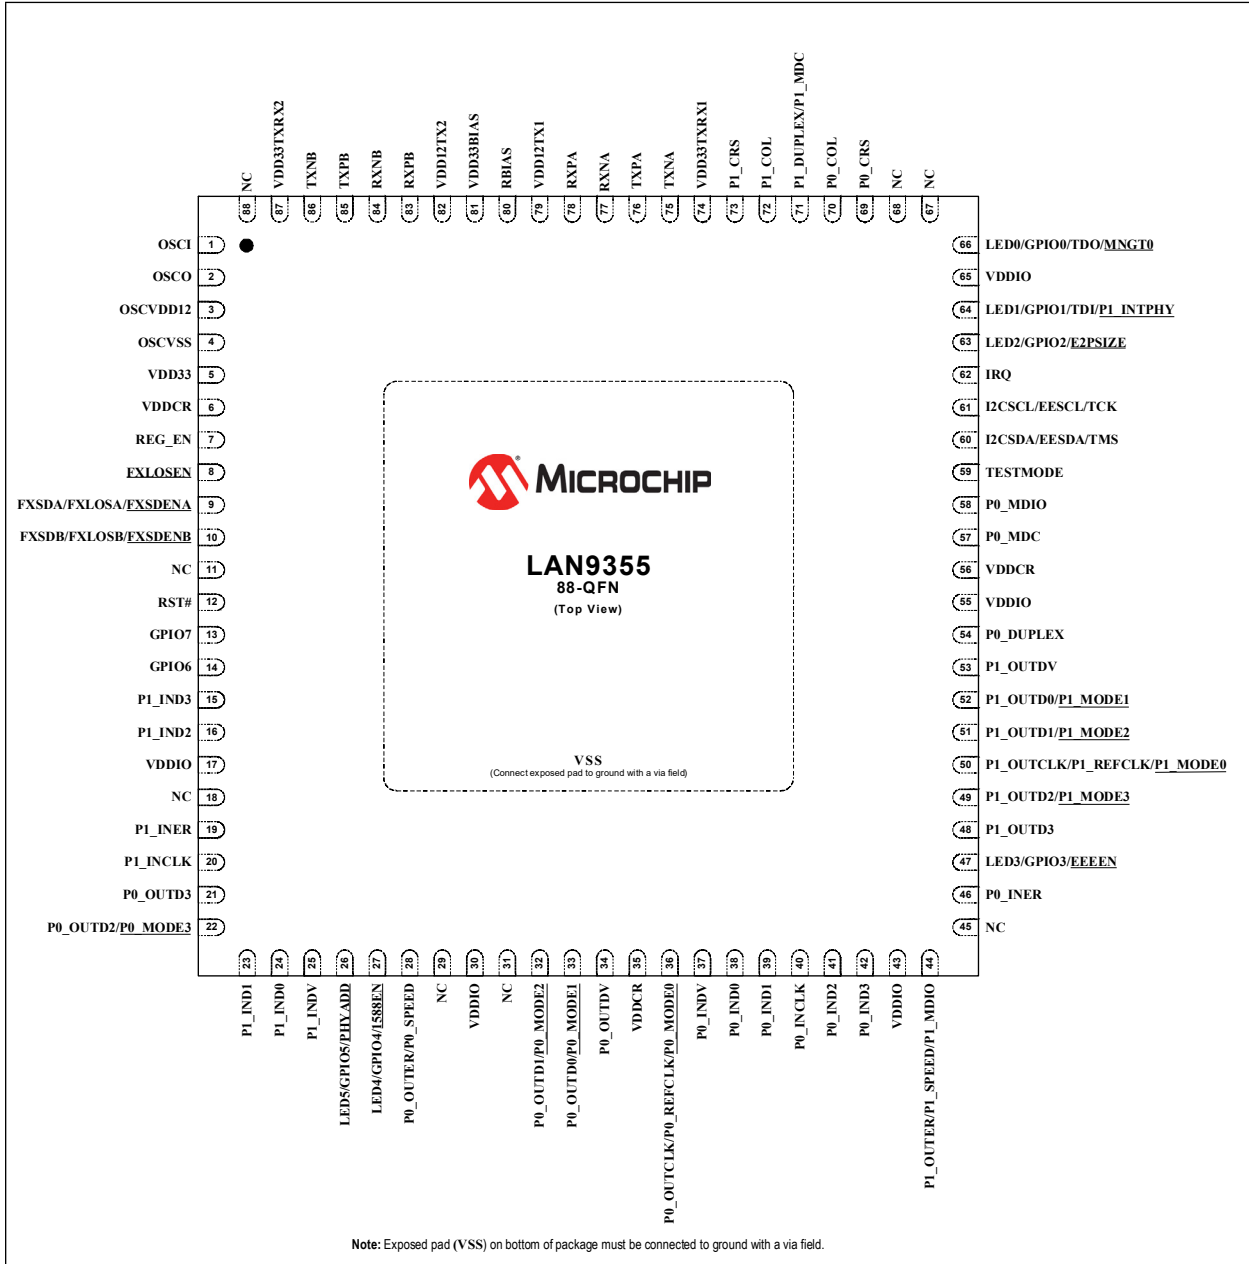 NC
VDD33TXRX2
TXNB
TXPB
RXNB
RXPB
VDD12TX2
VDD33BIAS
RBIAS
VDD12TX1
RXPA
RXNA
TXPA
TXNA
VDD33TXRX1
P1_CRS
P1_COL
P1_DUPLEX/P1_MDC
P0_COL
P0_CRS
NC
NC
88
87
86
85
84
83
82
81
80
79
78
77
76
75
74
73
72
71
70
69
68
67
OSCI 1
OSCO 2
OSCVDD12 3
OSCVSS 4
VDD33 5
VDDCR 6
REG_EN 7
FXLOSEN 8
FXSDA/FXLOSA/FXSDENA 9
FXSDB/FXLOSB/FXSDENB 10
NC 11
RST# 12
GPIO7 13
GPIO6 14
P1_IND3 15
P1_IND2 16
VDDIO 17
NC 18
P1_INER 19
P1_INCLK 20
P0_OUTD3 21
P0_OUTD2/P0_MODE3 22
MICROCHIP ®
LAN9355
88-QFN
(Top View)
VSS
(Connect exposed pad to ground with a via field)
66 LED0/GPIO0/TDO/MNGT0
65 VDDIO
64 LED1/GPIO1/TDI/P1_INTPHY
63 LED2/GPIO2/E2PSIZE
62 IRQ
61 I2CSCL/EESCL/TCK
60 I2CSDA/EESDA/TMS
59 TESTMODE
58 P0_MDIO
57 P0_MDC
56 VDDCR
55 VDDIO
54 P0_DUPLEX
53 P1_OUTDV
52 P1_OUTD0/P1_MODE1
51 P1_OUTD1/P1_MODE2
50 P1_OUTCLK/P1_REFCLK/P1_MODE0
49 P1_OUTD2/P1_MODE3
48 P1_OUTD3
47 LED3/GPIO3/EEEEN
46 P0_INER
45 NC
23
24
25
26
27
28
29
30
31
32
33
34
35
36
37
38
39
40
41
42
43
44
P1_IND1
P1_IND0
P1_INDV
LED5/GPIO5/PHYADD
LED4/GPIO4/1588EN
P0_OUTER/P0_SPEED
NC
VDDIO
NC
P0_OUTD1/P0_MODE2
P0_OUTD0/P0_MODE1
P0_OUTDV
VDDCR
P0_OUTCLK/P0_REFCLK/P0_MODE0
P0_INDV
P0_IND0
P0_IND1
P0_INCLK
P0_IND2
P0_IND3
VDDIO
P1_OUTER/P1_SPEED/P1_MDIO
Note: Exposed pad (VSS) on bottom of package must be connected to ground with a via field.